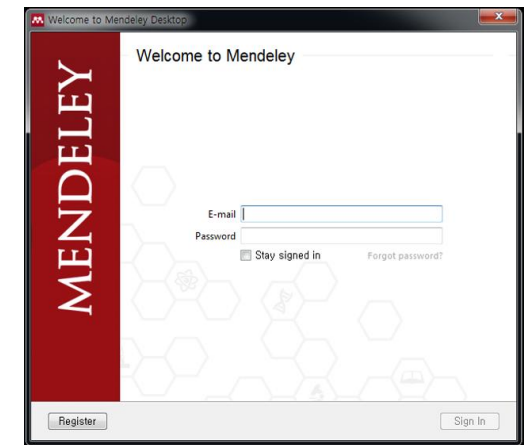 Welcome to Mendeley Desktop
MENDELEY
Welcome to Mendeley
E-mail
Password
Stay signed in
Forgot password?
Register
Sign In